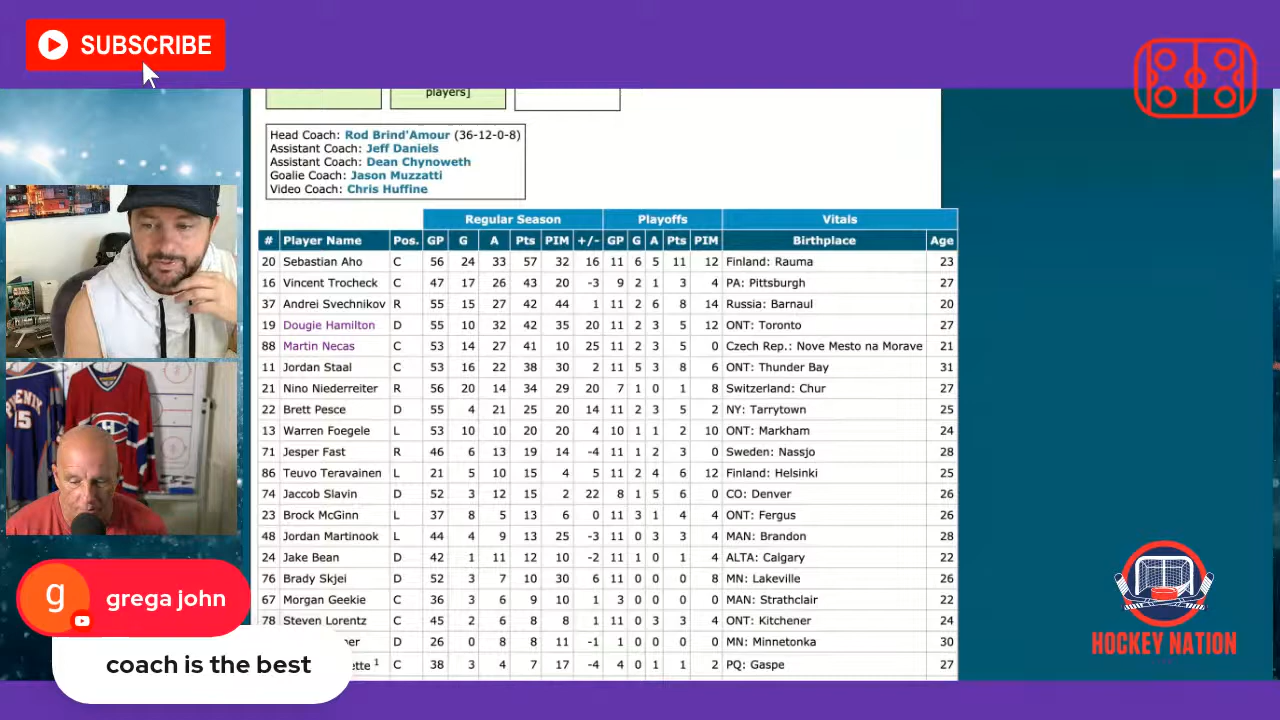 SUBSCRIBE
players]
Head Coach: Rod Brind'Amour (36-12-0-8)
Assistant Coach: Jeff Daniels
Assistant Coach: Dean Chynoweth
Goalie Coach: Jason Muzzatti
Video Coach: Chris Huffine
Regular Season Playoffs Vitals
# Player Name Pos. GP G A Pts PIM +/- GP G A Pts PIM Birthplace Age
20 Sebastian Aho C 56 24 33 57 32 16 11 6 5 11 12 Finland: Rauma 23
16 Vincent Trocheck C 47 17 26 43 20 -3 9 2 1 3 4 PA: Pittsburgh 27
37 Andrei Svechnikov R 55 15 27 42 44 1 11 2 6 8 14 Russia: Barnaul 20
19 Dougie Hamilton D 55 10 32 42 35 20 11 2 3 5 12 ONT: Toronto 27
88 Martin Necas C 53 14 27 41 10 25 11 2 3 5 0 Czech Rep.: Nove Mesto na Morave 21
11 Jordan Staal C 53 16 22 38 30 2 11 5 3 8 6 ONT: Thunder Bay 31
21 Nino Niederreiter R 56 20 14 34 29 20 7 1 0 1 8 Switzerland: Chur 27
22 Brett Pesce D 55 4 21 25 20 14 11 2 3 5 2 NY: Tarrytown 25
13 Warren Foegele L 53 10 10 20 20 4 10 1 1 2 10 ONT: Markham 24
71 Jesper Fast R 46 6 13 19 14 -4 11 1 2 3 0 Sweden: Nassjo 28
86 Teuvo Teravainen L 21 5 10 15 4 5 11 2 4 6 12 Finland: Helsinki 25
74 Jaccob Slavin D 52 3 12 15 2 22 8 1 5 6 0 CO: Denver 26
23 Brock McGinn L 37 8 5 13 6 0 11 3 1 4 4 ONT: Fergus 26
48 Jordan Martinook L 44 4 9 13 25 -3 11 0 3 3 4 MAN: Brandon 28
24 Jake Bean D 42 1 11 12 10 -2 11 1 0 1 4 ALTA: Calgary 22
76 Brady Skjei D 52 3 7 10 30 6 11 0 0 0 8 MN: Lakeville 26
67 Morgan Geekie C 36 3 6 9 10 1 3 0 0 0 0 MAN: Strathclair 22
78 Steven Lorentz C 45 2 6 8 8 1 11 0 3 3 4 ONT: Kitchener 24
ner D 26 0 8 8 11 -1 1 0 0 0 0 MN: Minnetonka 30
ette 1 C 38 3 4 7 17 -4 4 0 1 1 2 PQ: Gaspe 27
15
g grega john
coach is the best
HOCKEY NATION